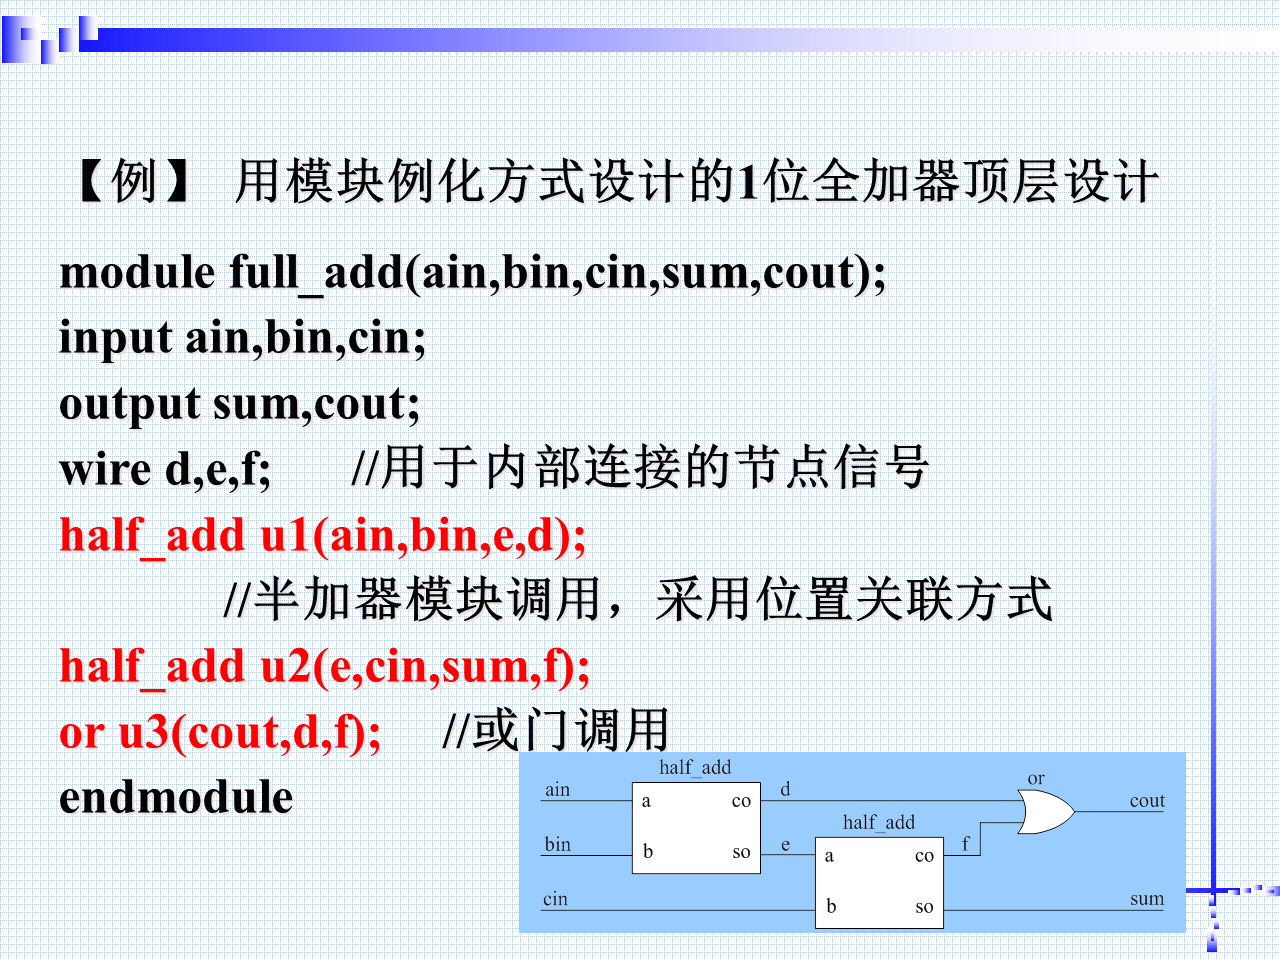 【例】 用模块例化方式设计的1位全加器顶层设计
module full_add(ain,bin,cin,sum,cout);
input ain,bin,cin;
output sum,cout;
wire d,e,f; //用于内部连接的节点信号
half_add u1(ain,bin,e,d);
//半加器模块调用，采用位置关联方式
half_add u2(e,cin,sum,f);
or u3(cout,d,f); //或门调用
endmodule
half_add
ain a co d or cout
half_add
bin b so e a co f
cin b so sum